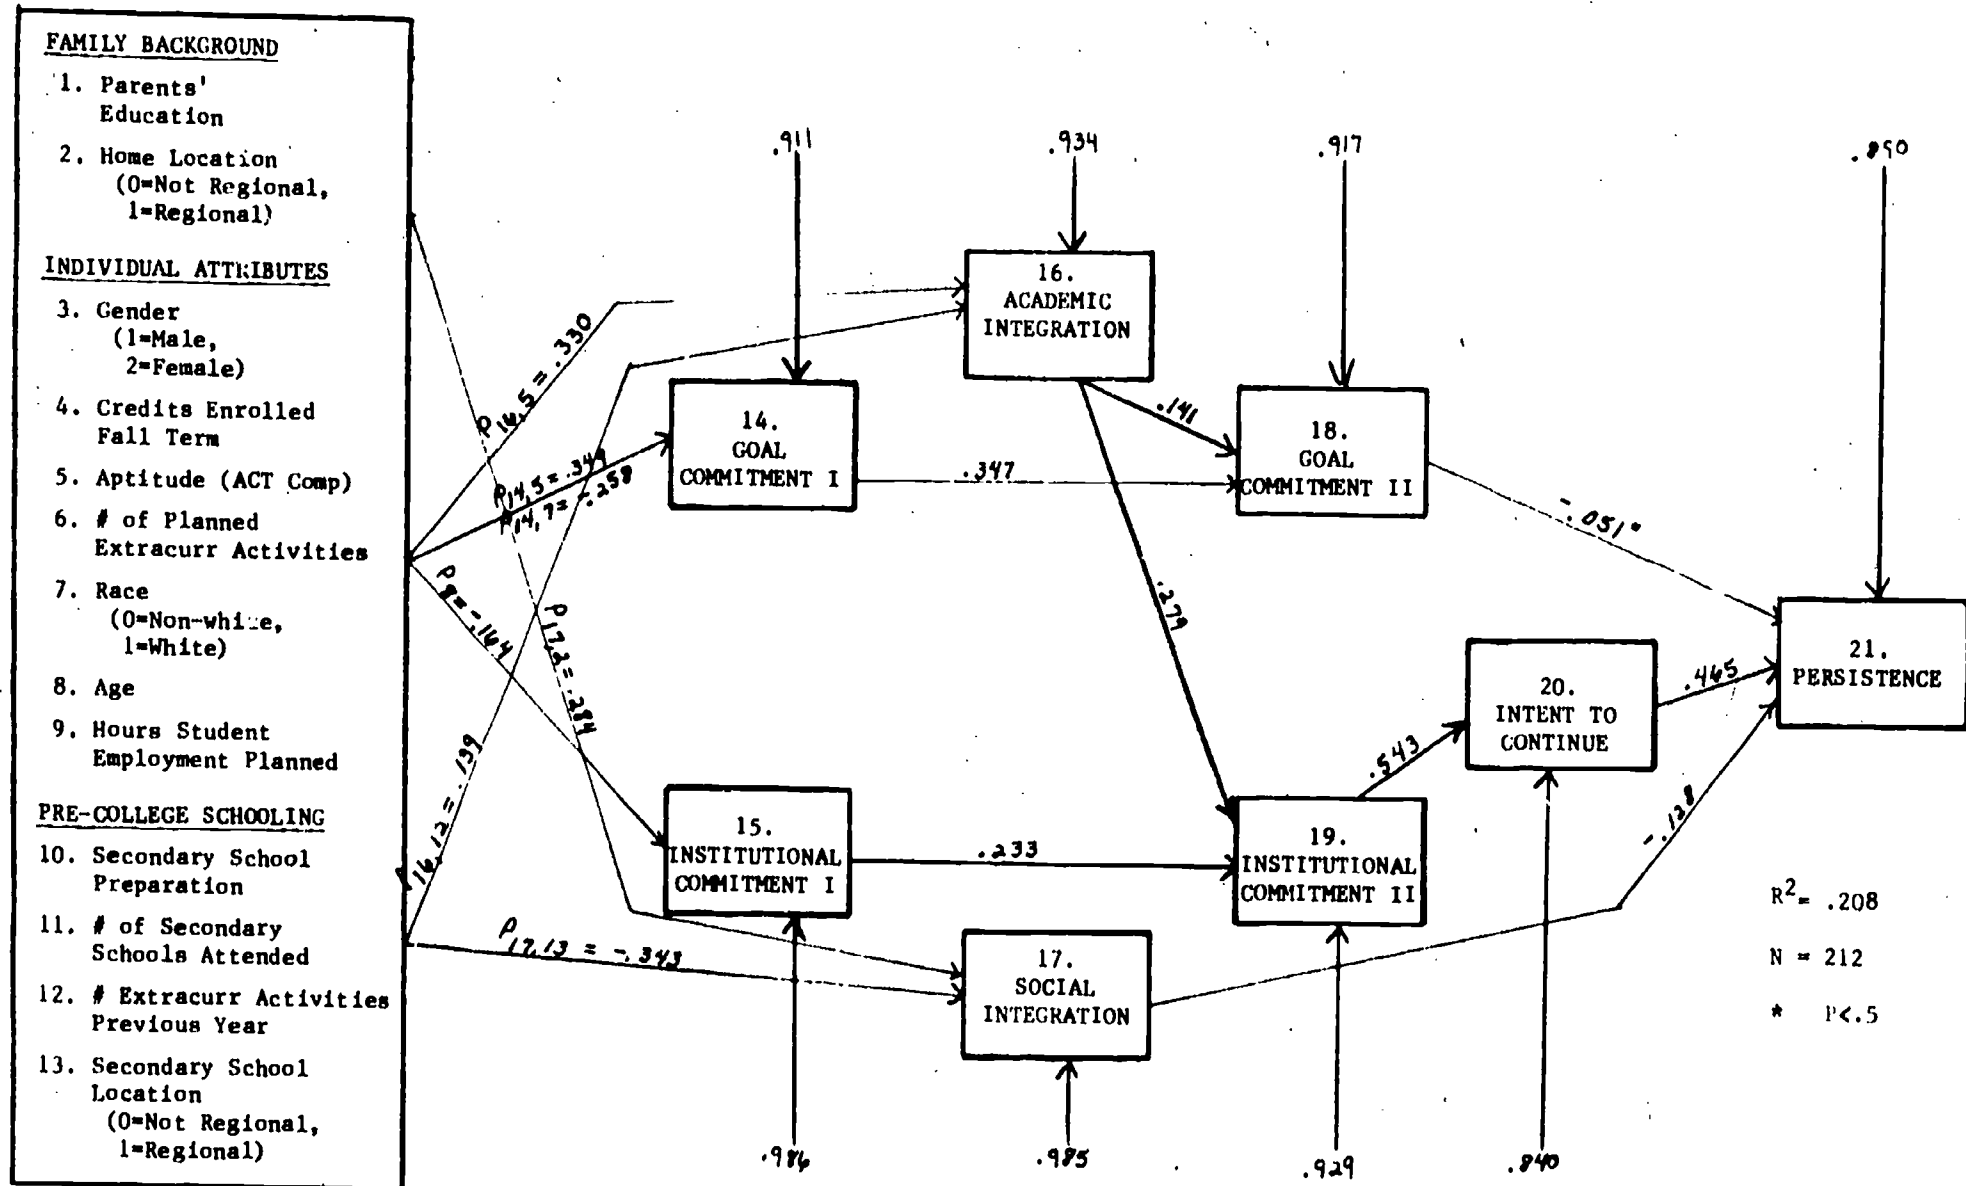 FAMILY BACKGROUND
1. Parents'
Education
2. Home Location
(0=Not Regional,
1=Regional)
INDIVIDUAL ATTRIBUTES
3. Gender
(1=Male,
2=Female)
4. Credits Enrolled
Fall Term
5. Aptitude (ACT Comp)
6. # of Planned
Extracurr Activities
7. Race
(0=Non-white,
1=White)
8. Age
9. Hours Student
Employment Planned
PRE-COLLEGE SCHOOLING
10. Secondary School
Preparation
11. # of Secondary
Schools Attended
12. # Extracurr Activities
Previous Year
13. Secondary School
Location
(0=Not Regional,
1=Regional)
P16,5 = .330
P14,5 = .349
P14,7 = -.258
P8 = -.164
P17,2 = .284
P16,12 = .199
P17,13 = -.343
.911
.934
.917
.890
16.
ACADEMIC
INTEGRATION
14.
GOAL
COMMITMENT I
.141
.347
18.
GOAL
COMMITMENT II
-.051*
.279
21.
PERSISTENCE
20.
INTENT TO
CONTINUE
.465
.543
15.
INSTITUTIONAL
COMMITMENT I
.233
19.
INSTITUTIONAL
COMMITMENT II
-.128
17.
SOCIAL
INTEGRATION
R2= .208
N = 212
* P<.5
.986
.985
.929
.840